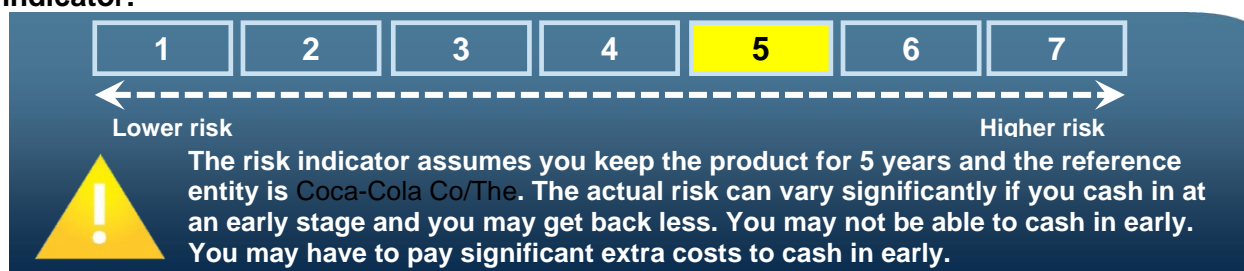 Indicator:
1 2 3 4 5 6 7
Lower risk Higher risk
The risk indicator assumes you keep the product for 5 years and the reference
entity is Coca-Cola Co/The. The actual risk can vary significantly if you cash in at
an early stage and you may get back less. You may not be able to cash in early.
You may have to pay significant extra costs to cash in early.